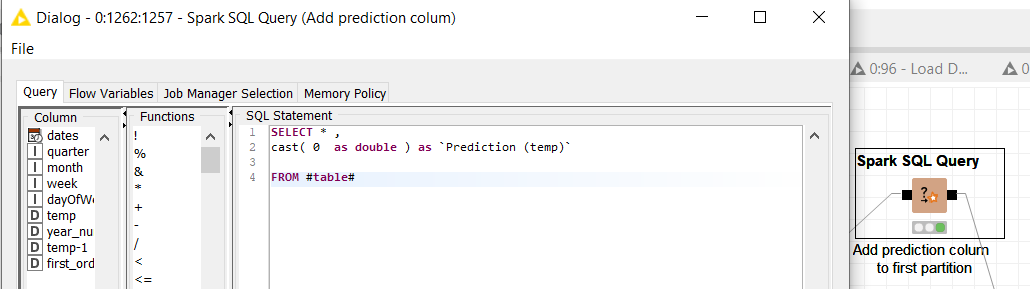 Dialog - 0:1262:1257 - Spark SQL Query (Add prediction colum)
File
Query Flow Variables Job Manager Selection Memory Policy
Column
dates
I quarter
I month
I week
I dayOfWe
D temp
D year_nu
D temp-1
D first_ord
Functions
!
%
&
*
+
-
/
<
<=
SQL Statement
1 SELECT * ,
2 cast( 0 as double ) as `Prediction (temp)`
3
4 FROM #table#
0:96 - Load D...
0
Spark SQL Query
?
Add prediction colum
to first partition